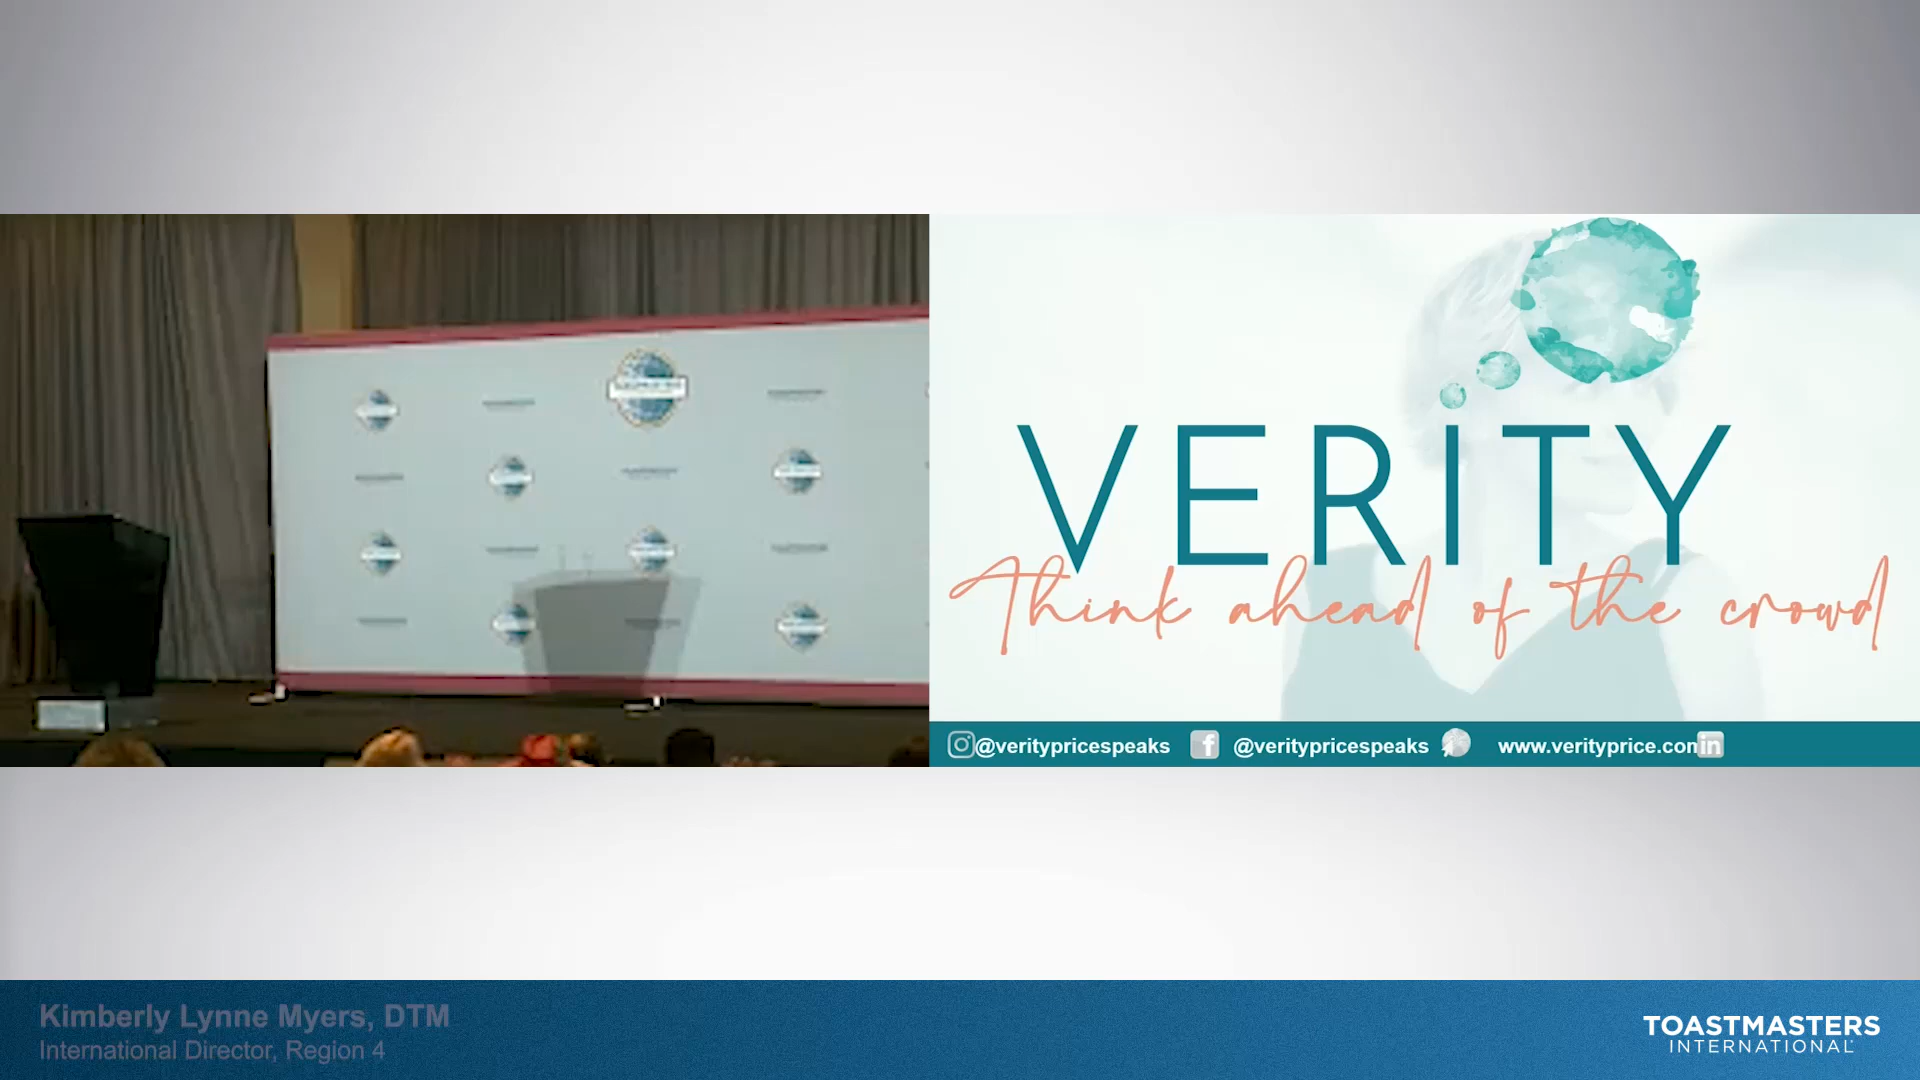 VERITY
Think ahead of the crowd
@veritypricespeaks
@veritypricespeaks
www.verityprice.com
in
Kimberly Lynne Myers, DTM
International Director, Region 4
TOASTMASTERS
INTERNATIONAL